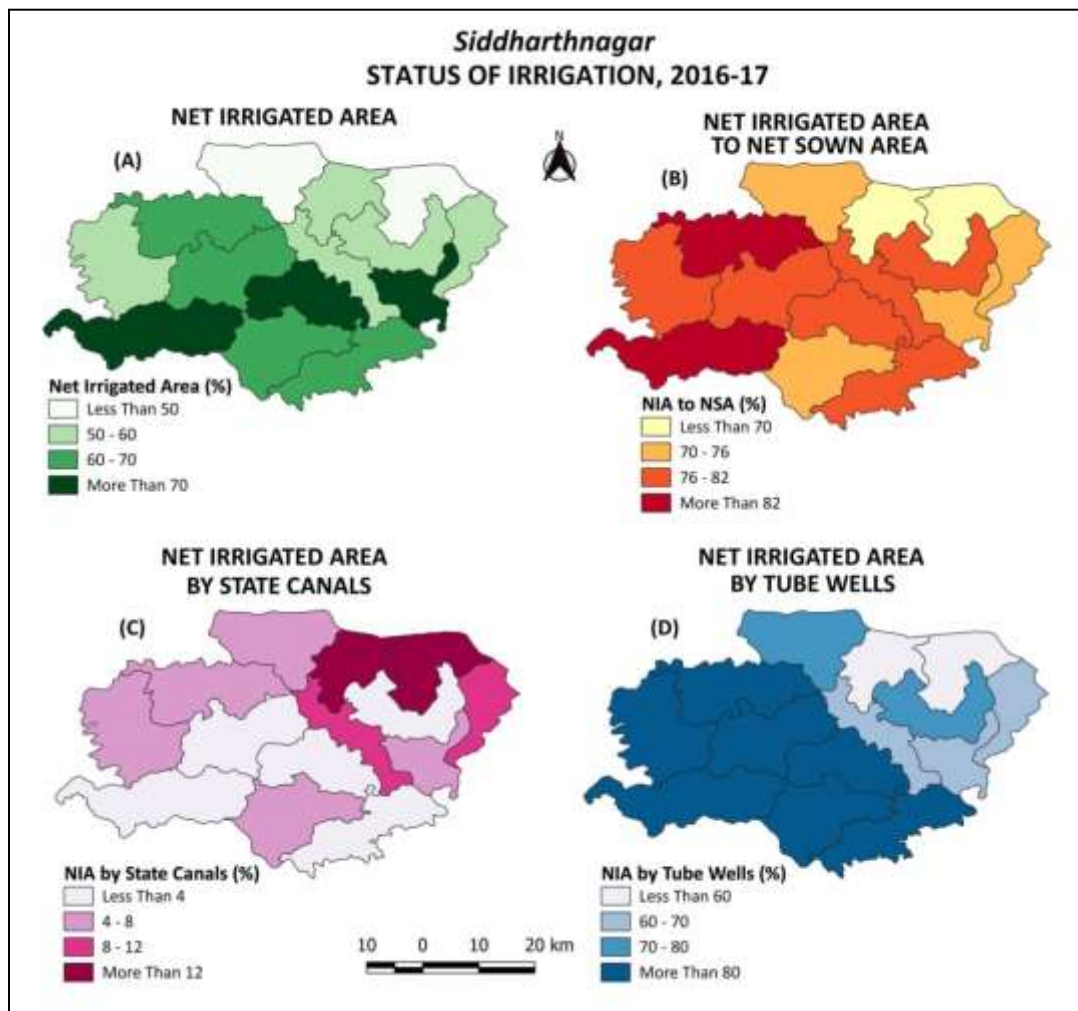 Siddharthnagar
STATUS OF IRRIGATION, 2016-17
NET IRRIGATED AREA
(A)
Net Irrigated Area (%)
Less Than 50
50 - 60
60 - 70
More Than 70
N
NET IRRIGATED AREA
TO NET SOWN AREA
(B)
NIA to NSA (%)
Less Than 70
70 - 76
76 - 82
More Than 82
NET IRRIGATED AREA
BY STATE CANALS
(C)
NIA by State Canals (%)
Less Than 4
4 - 8
8 - 12
More Than 12
10 0 10 20 km
NET IRRIGATED AREA
BY TUBE WELLS
(D)
NIA by Tube Wells (%)
Less Than 60
60 - 70
70 - 80
More Than 80